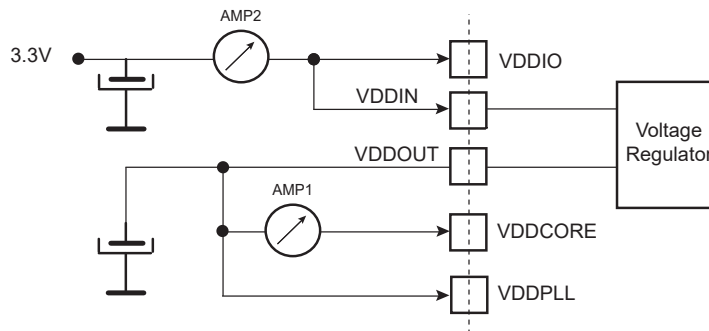 AMP2
3.3V
VDDIO
VDDIN
Voltage
Regulator
VDDOUT
AMP1
VDDCORE
VDDPLL